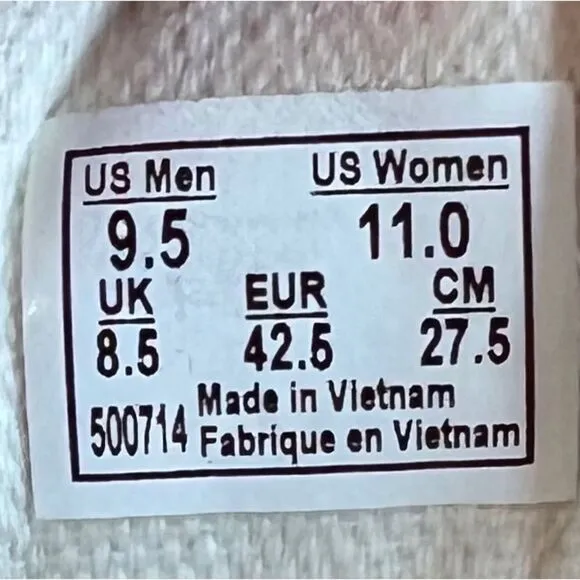 US Men US Women
9.5 11.0
UK EUR CM
8.5 42.5 27.5
500714 Made in Vietnam
Fabrique en Vietnam